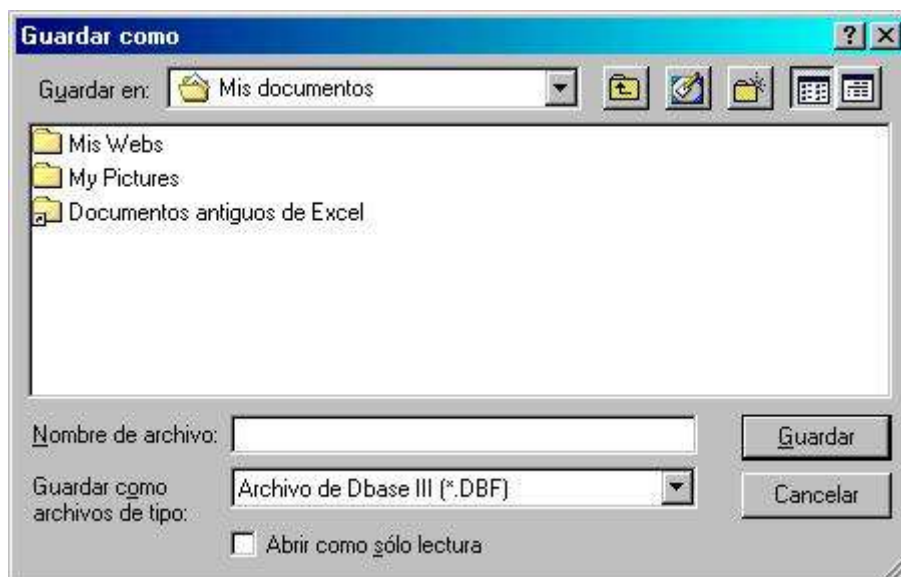 Guardar como
Guardar en: Mis documentos
Mis Webs
My Pictures
Documentos antiguos de Excel
Nombre de archivo:
Guardar
Guardar como
archivos de tipo:
Archivo de Dbase III (*.DBF)
Cancelar
Abrir como sólo lectura